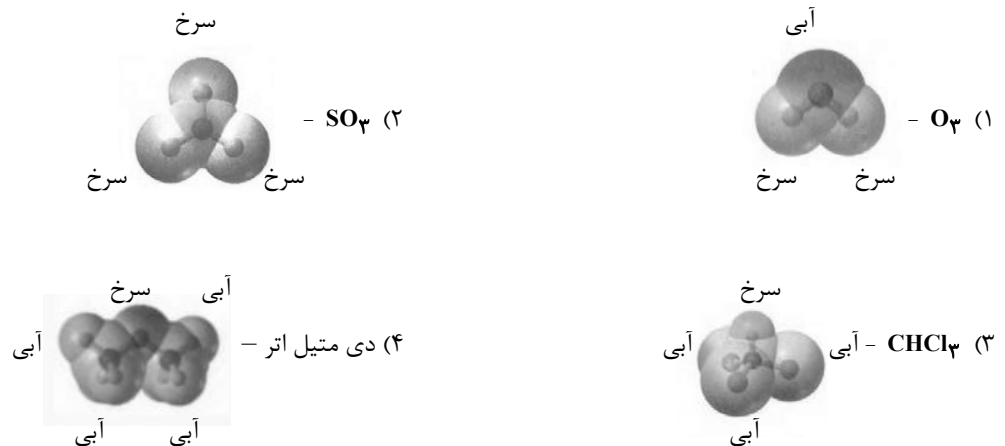 آبی
۱) O۳ -
سرخ سرخ
سرخ
۲) SO۳ -
سرخ سرخ
سرخ
۳) CHCl۳ - آبی
آبی
آبی
۴) دی متیل اتر –
سرخ آبی
آبی
آبی آبی